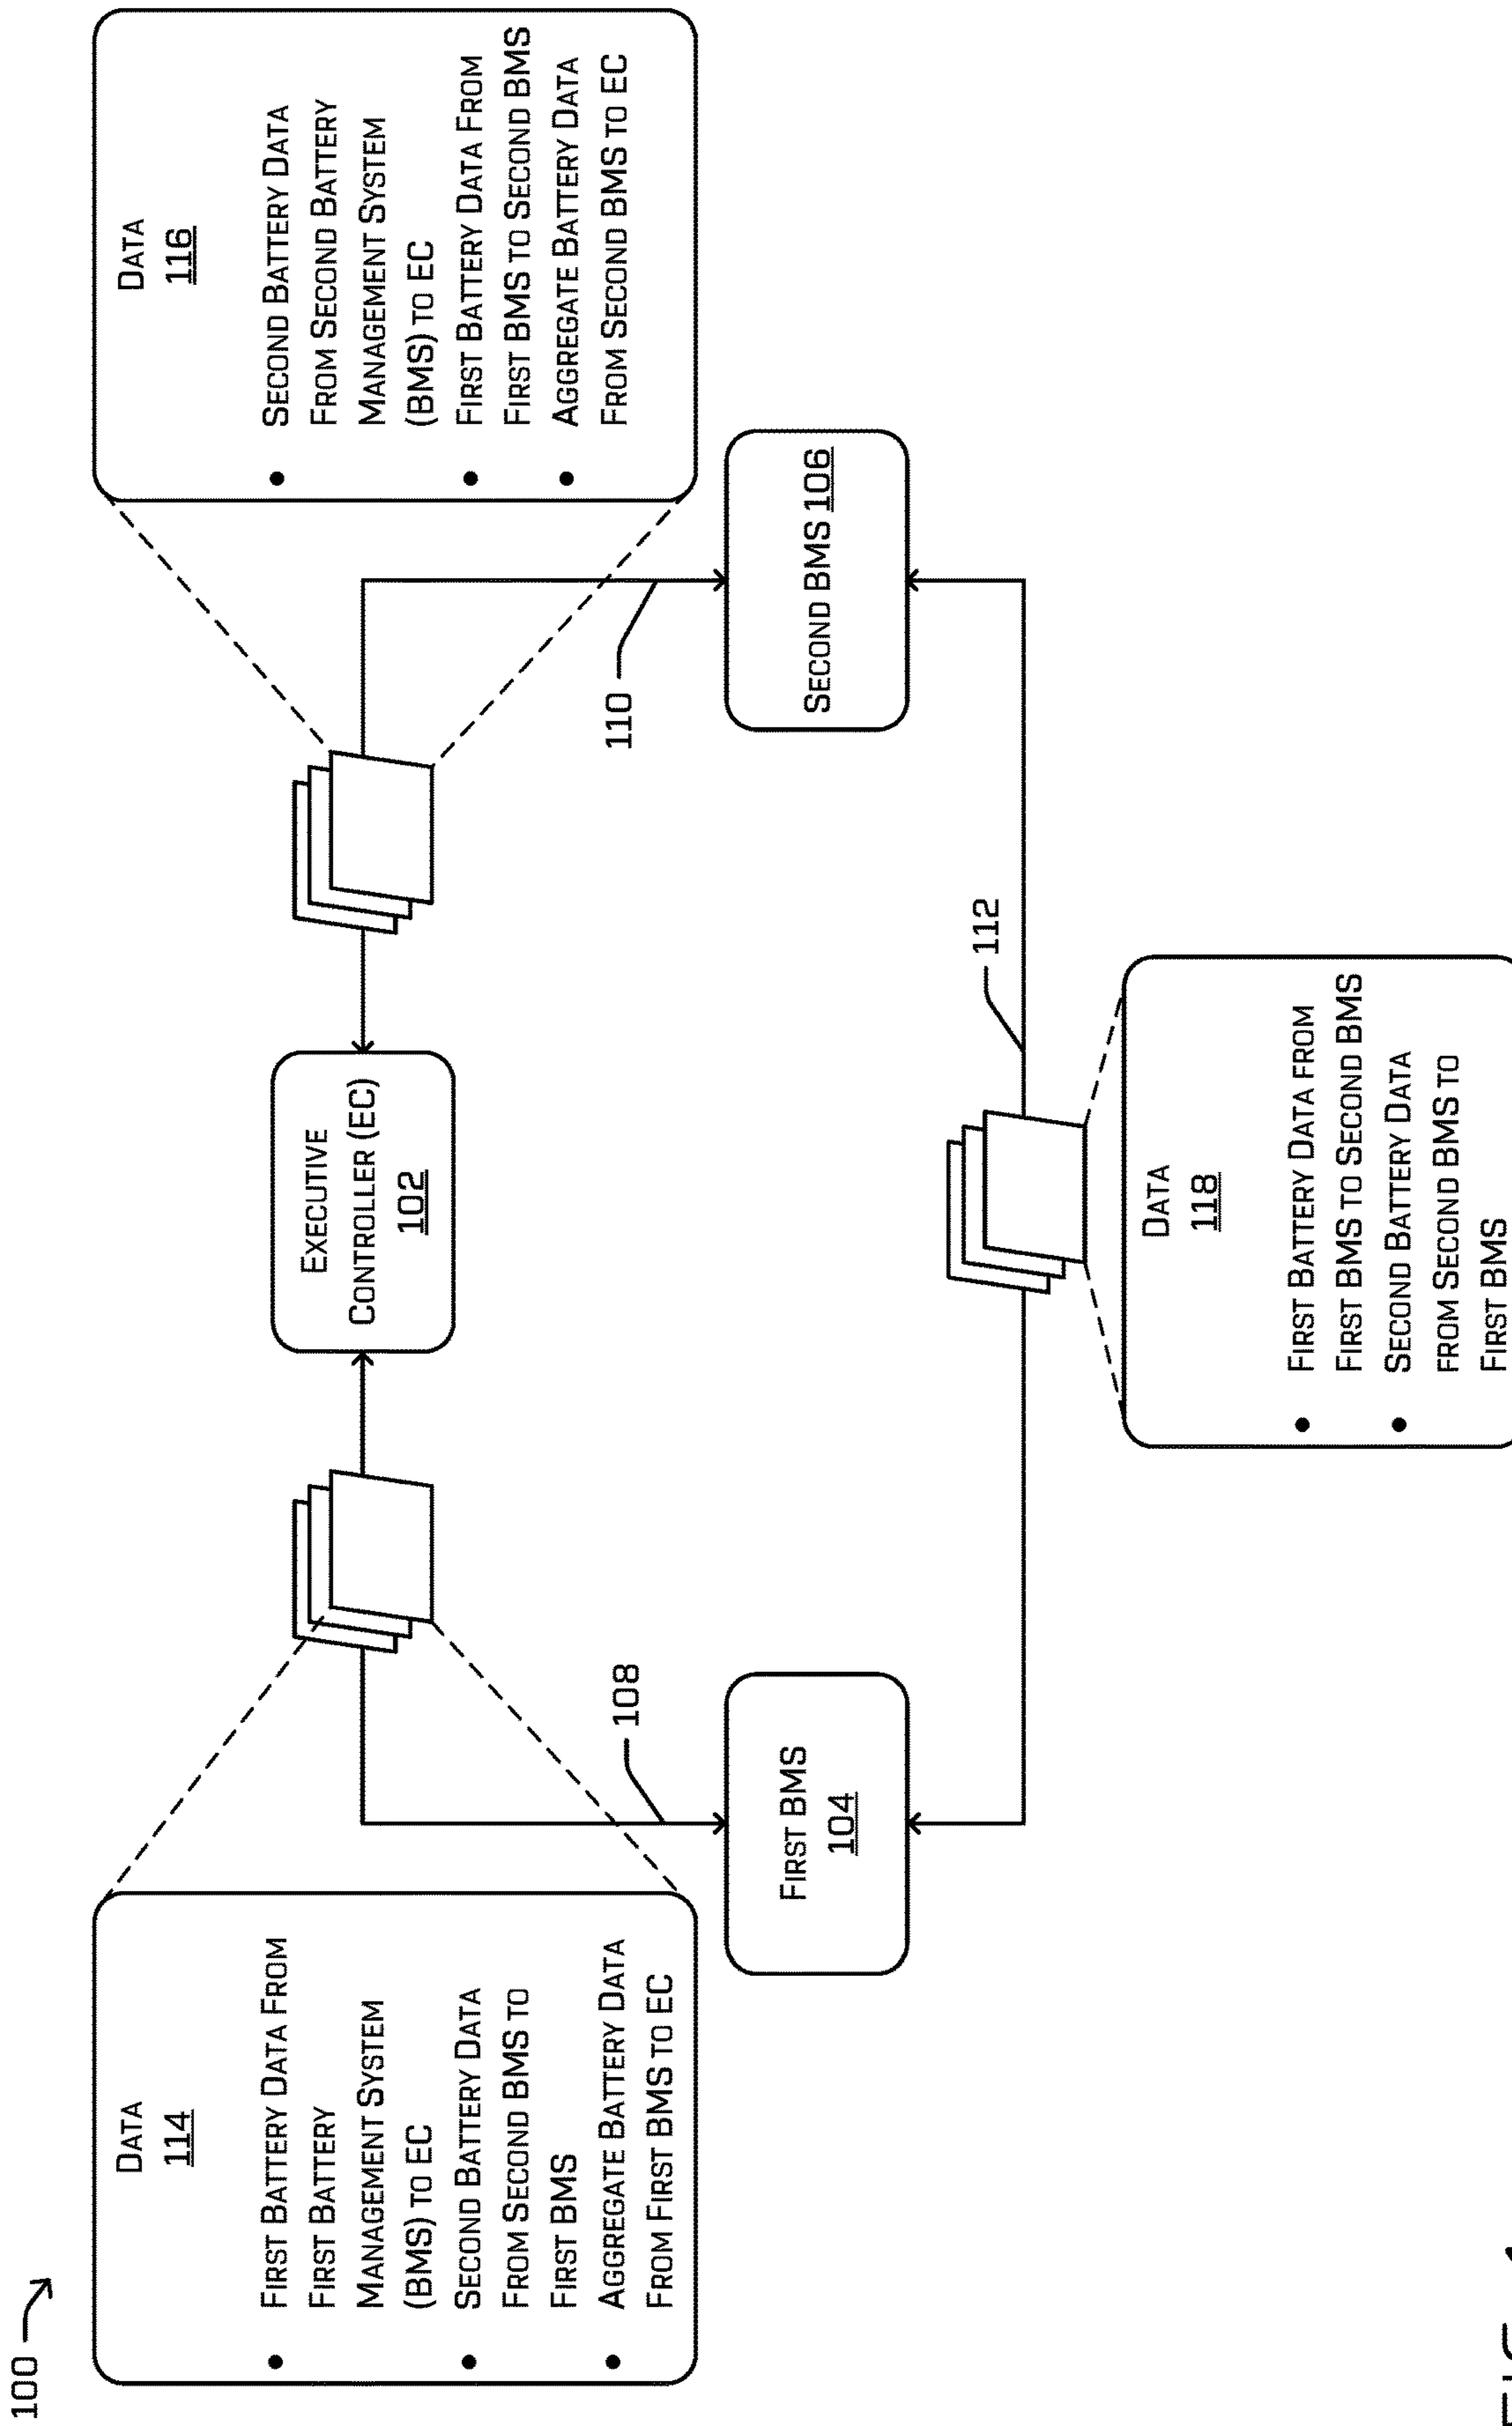 100
DATA
114
• FIRST BATTERY DATA FROM
FIRST BATTERY
MANAGEMENT SYSTEM
(BMS) TO EC
• SECOND BATTERY DATA
FROM SECOND BMS TO
FIRST BMS
• AGGREGATE BATTERY DATA
FROM FIRST BMS TO EC
EXECUTIVE
CONTROLLER (EC)
102
DATA
116
• SECOND BATTERY DATA
FROM SECOND BATTERY
MANAGEMENT SYSTEM
(BMS) TO EC
• FIRST BATTERY DATA FROM
FIRST BMS TO SECOND BMS
• AGGREGATE BATTERY DATA
FROM SECOND BMS TO EC
108
110
FIRST BMS
104
SECOND BMS 106
112
DATA
118
• FIRST BATTERY DATA FROM
FIRST BMS TO SECOND BMS
• SECOND BATTERY DATA
FROM SECOND BMS TO
FIRST BMS